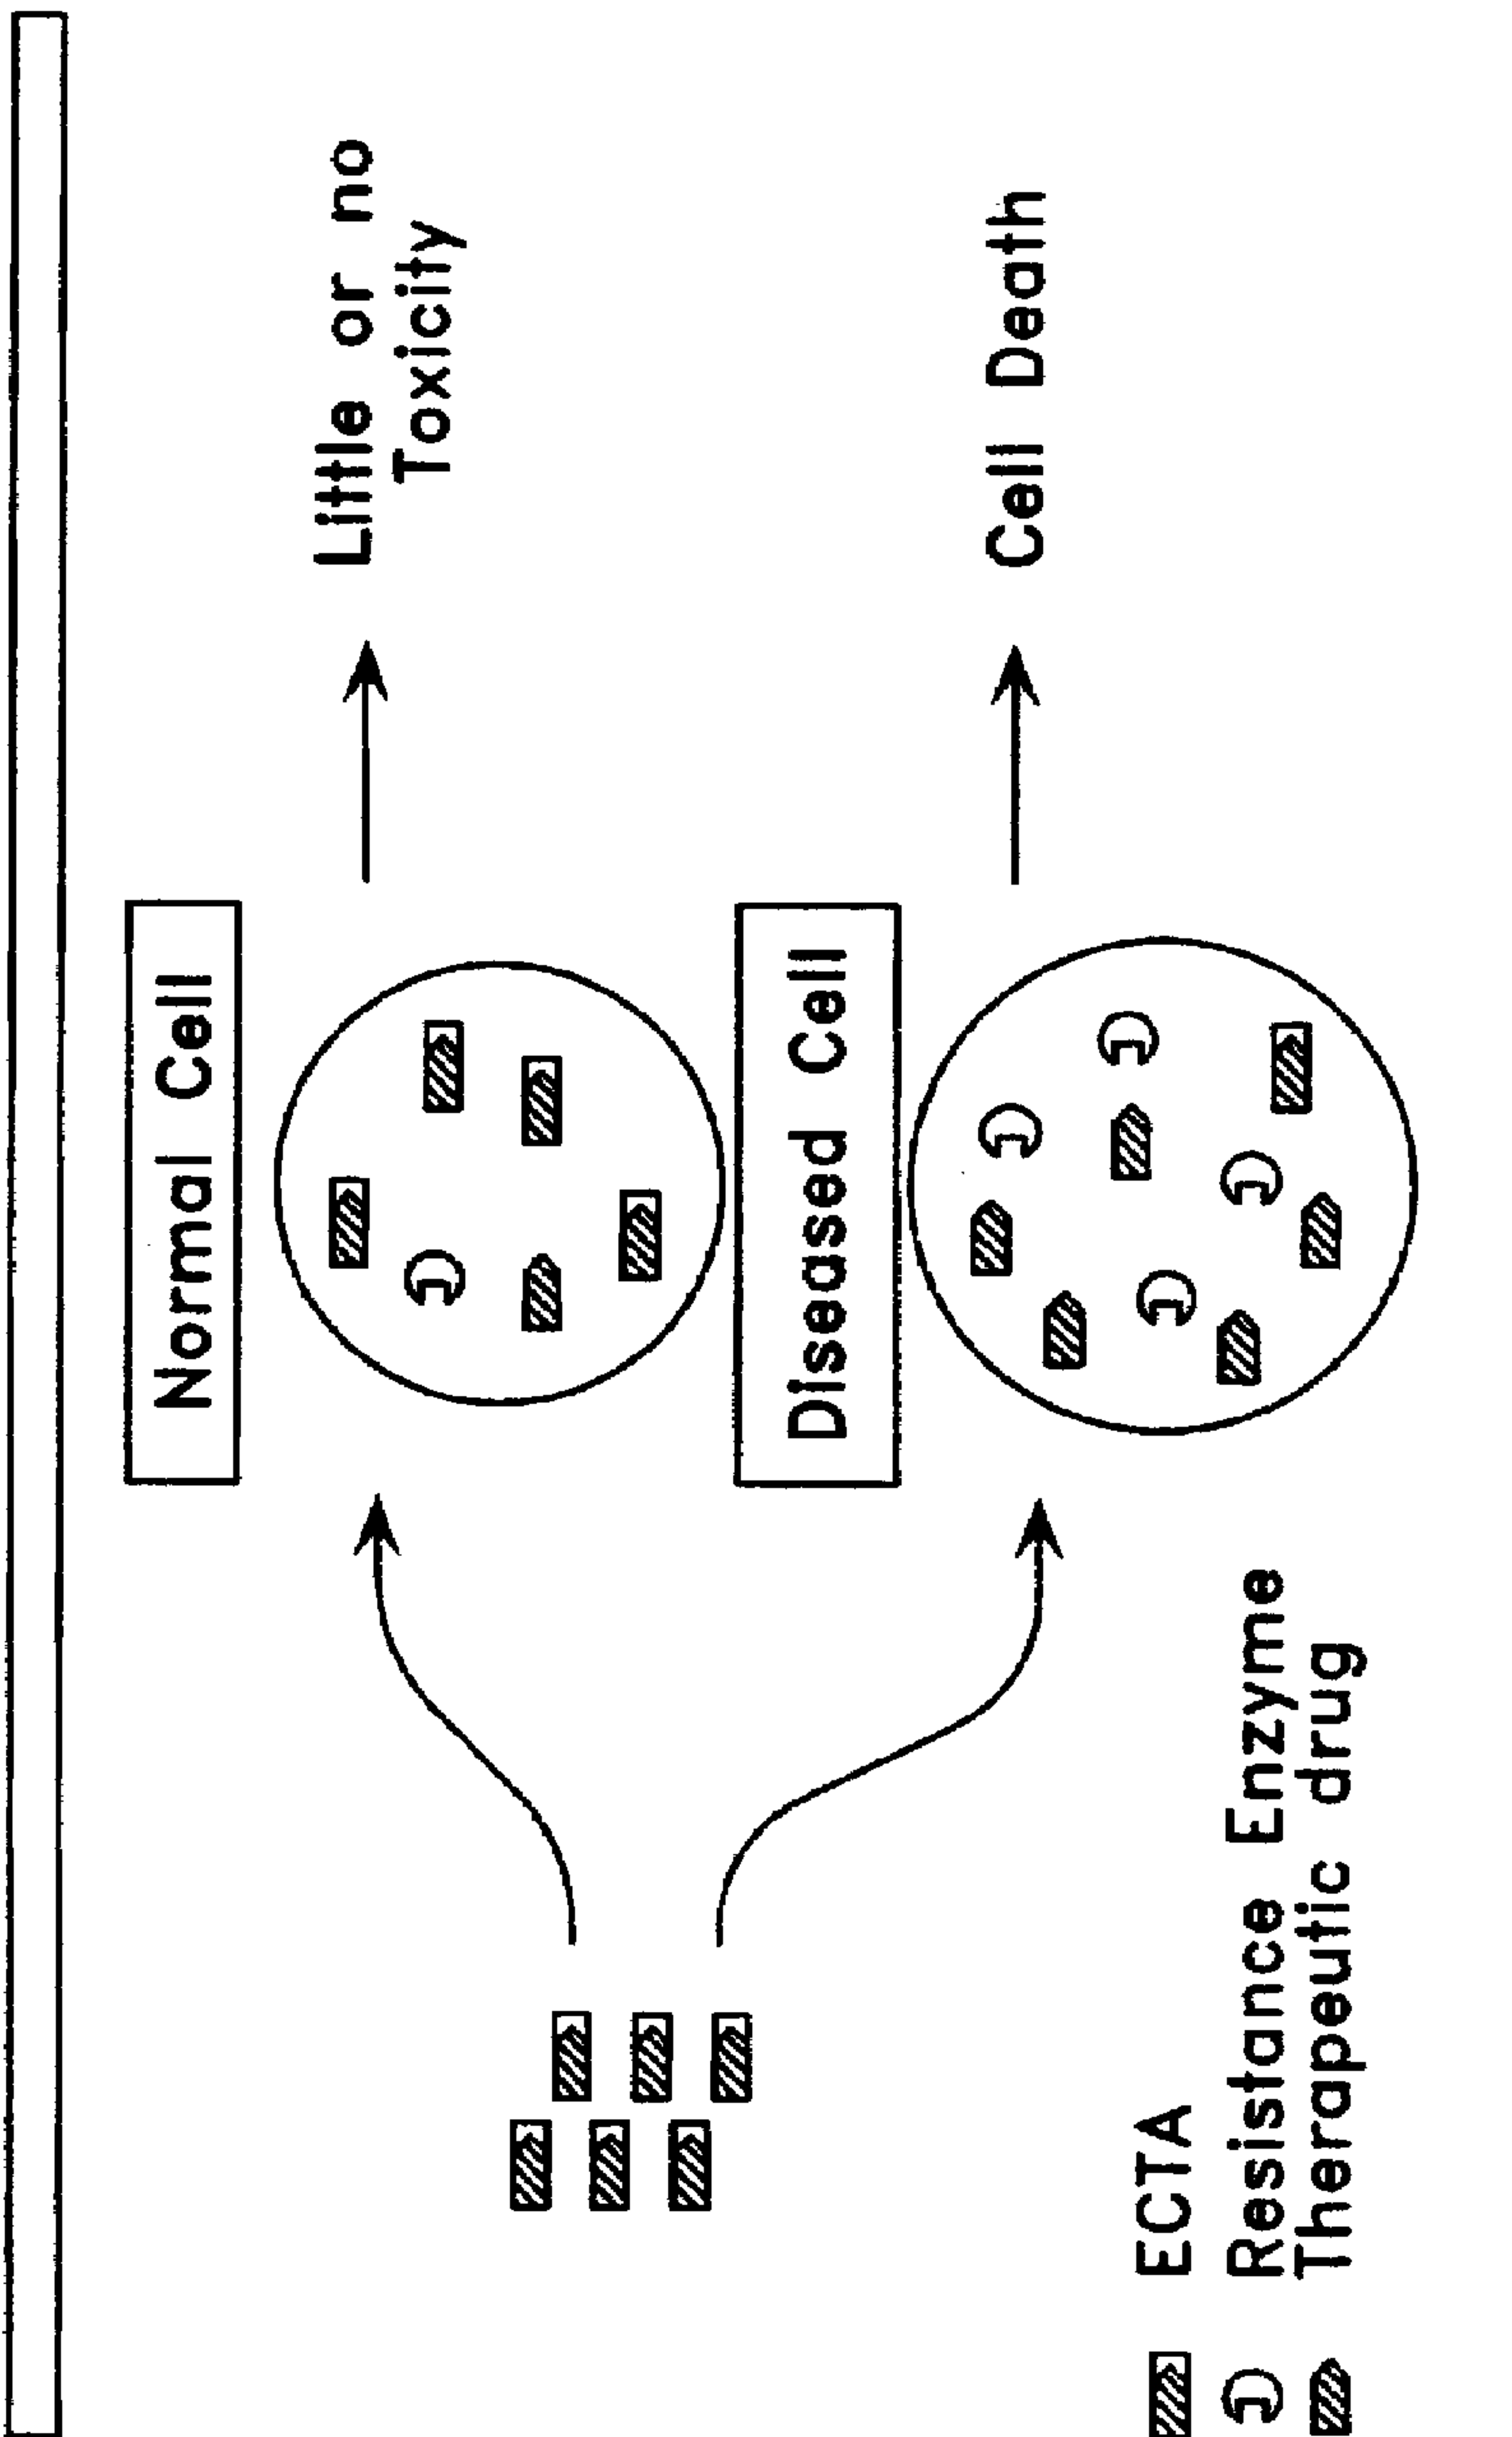 Normal Cell
Little or no
Toxicity
Diseased Cell
Cell Death
ECTA
Resistance Enzyme
Therapeutic drug